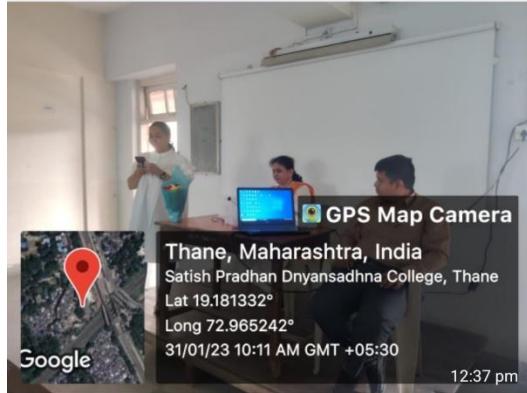 GPS Map Camera
Thane, Maharashtra, India
Satish Pradhan Dnyansadhna College, Thane
Lat 19.181332°
Long 72.965242°
31/01/23 10:11 AM GMT +05:30
Google
12:37 pm